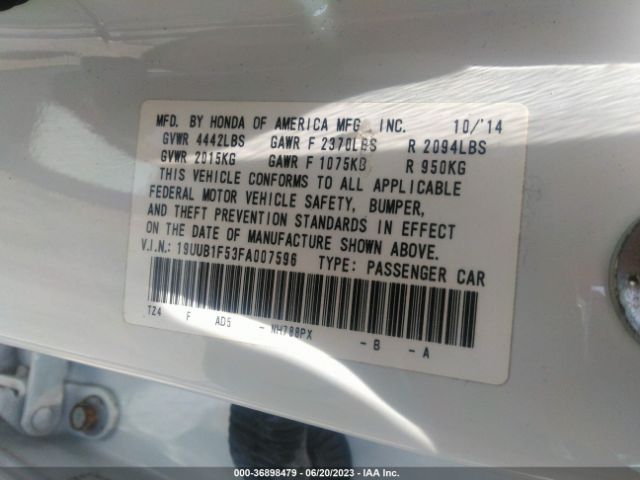 MFD. BY HONDA OF AMERICA MFG., INC. 10/'14
GVWR 4442LBS GAWR F 2370LBS R 2094LBS
GVWR 2015KG GAWR F 1075KG R 950KG
THIS VEHICLE CONFORMS TO ALL APPLICABLE
FEDERAL MOTOR VEHICLE SAFETY, BUMPER,
AND THEFT PREVENTION STANDARDS IN EFFECT
ON THE DATE OF MANUFACTURE SHOWN ABOVE.
V.I.N.: 19UUB1F53FA007596 TYPE: PASSENGER CAR
TZ4 F AD5 - NH788PX - B - A
000-36898479 - 06/20/2023 - IAA Inc.